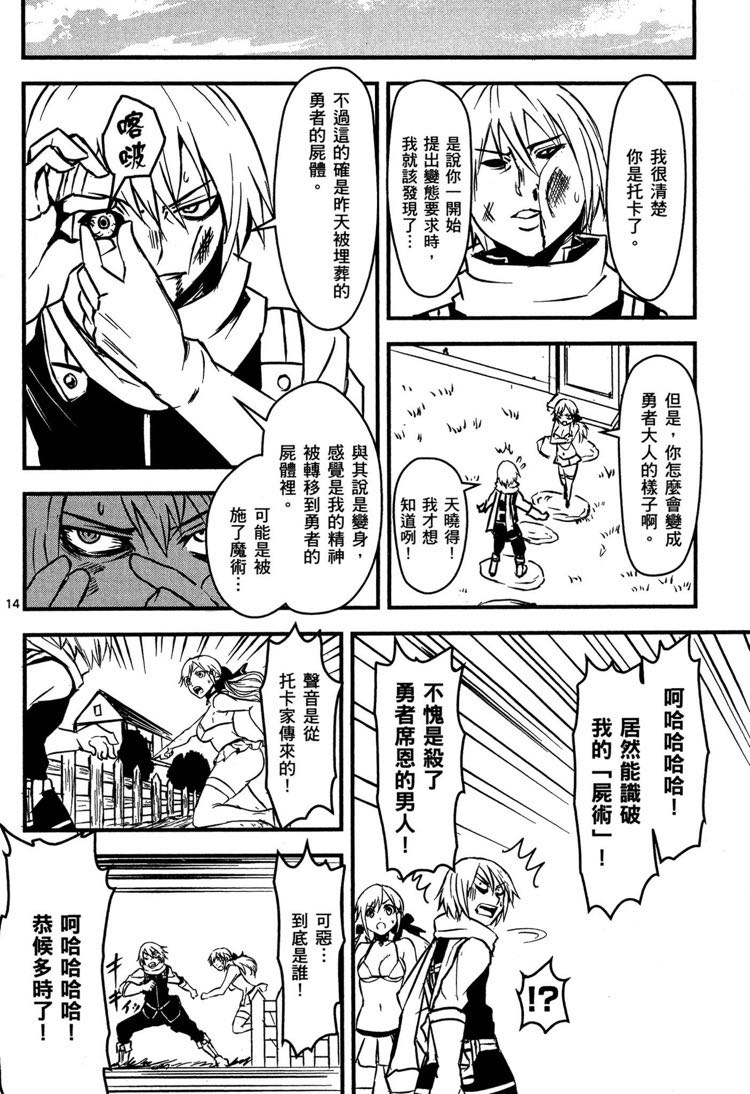 我很清楚
你是托卡了。
是說你一開始
提出變態要求時，
我就該發現了…
不過這的確是昨天被埋葬的
勇者的屍體。
喀
啵
但是，你怎麼會變成
勇者大人的樣子啊。
天曉得！
我才想
知道咧！
與其說是變身，
感覺是我的精神
被轉移到勇者的
屍體裡。
可能是被
施了魔術…
14
呵哈哈哈哈！
居然能識破
我的「屍術」！
不愧是殺了
勇者席恩的男人！
!?
聲音是從
托卡家傳來的！
可惡…
到底是誰！
呵哈哈哈哈！
恭候多時了！